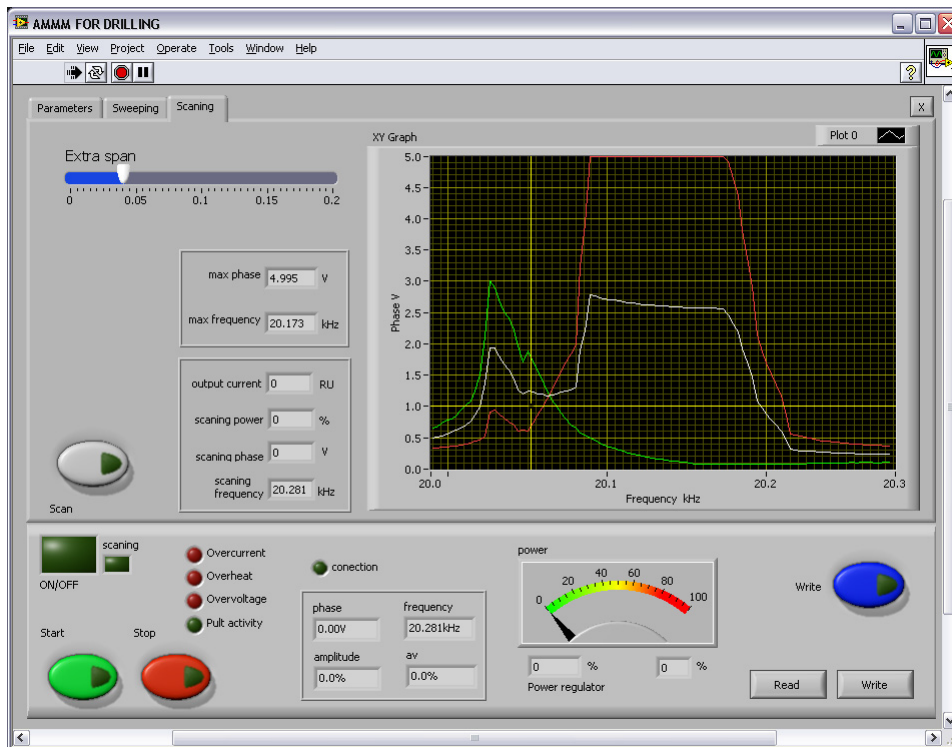 AMMM FOR DRILLING
File Edit View Project Operate Tools Window Help
?
Parameters Sweeping Scaning X
Extra span
0 0.05 0.1 0.15 0.2
max phase 4.995 V
max frequency 20.173 kHz
output current 0 RU
scaning power 0 %
scaning phase 0 V
scaning
frequency 20.281 kHz
Scan
XY Graph Plot 0
Phase V
5.0
4.5
4.0
3.5
3.0
2.5
2.0
1.5
1.0
0.5
0.0
20.0 20.1 20.2 20.3
Frequency kHz
scaning
ON/OFF
Overcurrent
Overheat
Overvoltage
Pult activity
Start Stop
conection
phase frequency
0.00V 20.281kHz
amplitude av
0.0% 0.0%
power
0 20 40 60 80 100
0 % 0 %
Power regulator
Write
Read Write